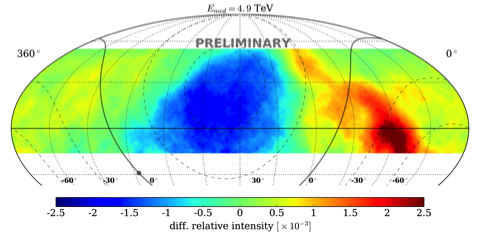 E_med = 4.9 TeV
PRELIMINARY
360° 0°
-60 -30 0° 30 0° -30 -60
-2.5 -2 -1.5 -1 -0.5 0 0.5 1 1.5 2 2.5
diff. relative intensity [×10⁻³]